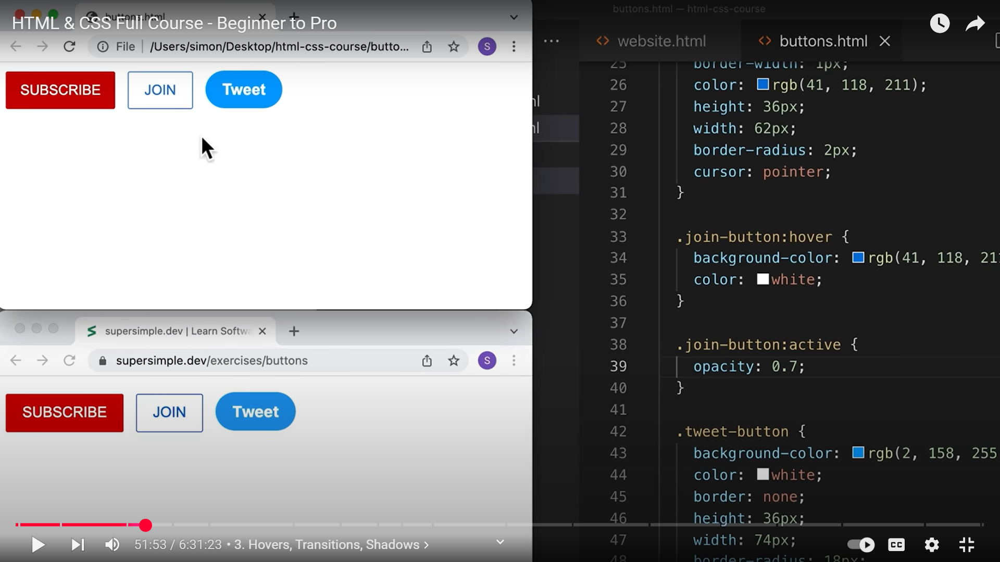 buttons.html
HTML & CSS Full Course - Beginner to Pro
File | /Users/simon/Desktop/html-css-course/butto... S
SUBSCRIBE JOIN Tweet
supersimple.dev | Learn Softw
supersimple.dev/exercises/buttons S
SUBSCRIBE JOIN Tweet
buttons.html — html-css-course
website.html buttons.html
25 border-width: 1px;
26 color: rgb(41, 118, 211);
27 height: 36px;
28 width: 62px;
29 border-radius: 2px;
30 cursor: pointer;
31 }
32
33 .join-button:hover {
34 background-color: rgb(41, 118, 21
35 color: white;
36 }
37
38 .join-button:active {
39 opacity: 0.7;
40 }
41
42 .tweet-button {
43 background-color: rgb(2, 158, 255
44 color: white;
45 border: none;
46 height: 36px;
47 width: 74px;
48 border-radius: 18px;
51:53 / 6:31:23 • 3. Hovers, Transitions, Shadows
CC